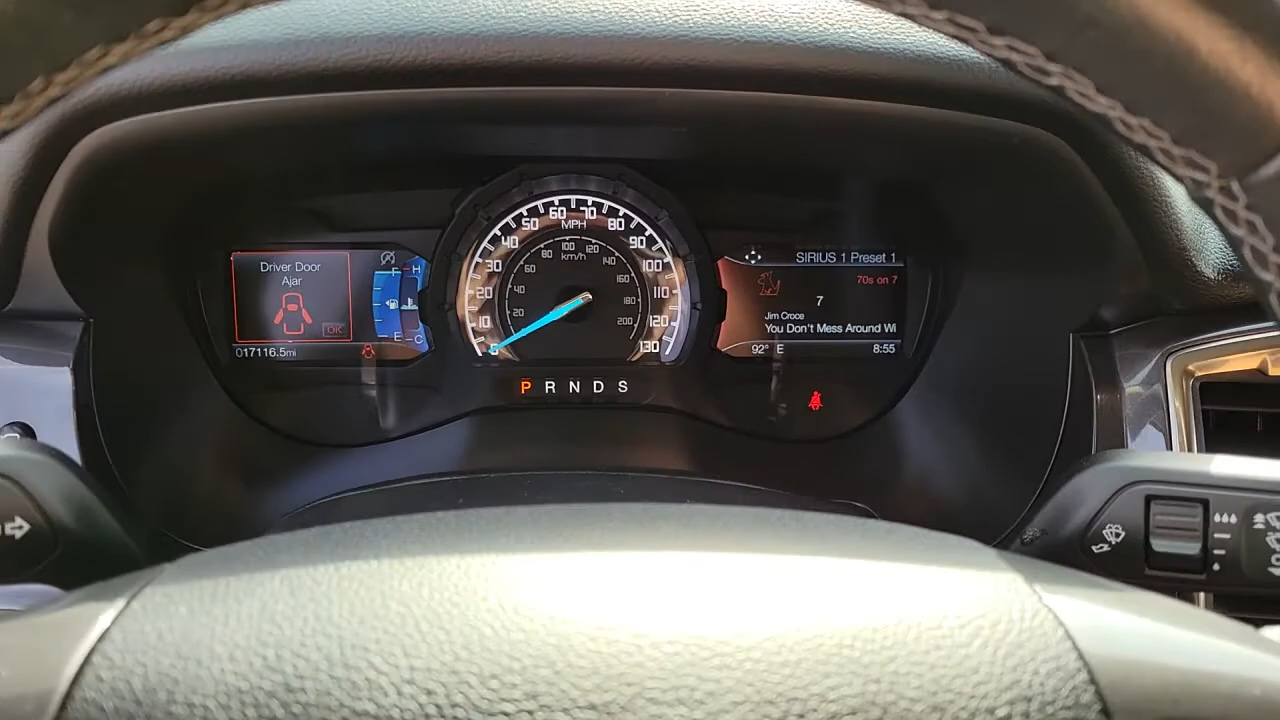 Driver Door
Ajar
OK
017116.5mi
F
H
E
C
0
10
20
30
40
50
60
70
80
90
100
110
120
130
MPH
km/h
20
40
60
80
100
120
140
160
180
200
P R N D S
SIRIUS 1 Preset 1
70s on 7
7
Jim Croce
You Don't Mess Around Wi
92° E
8:55